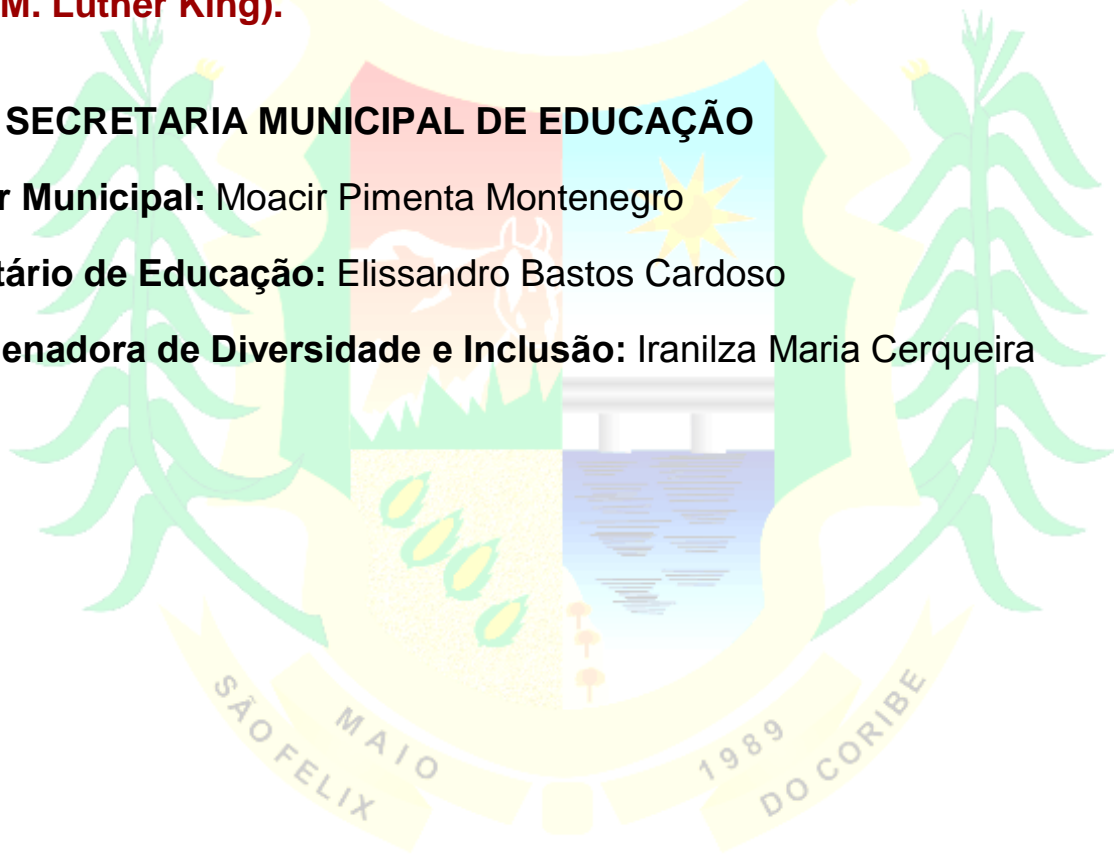 M. Luther King).
SECRETARIA MUNICIPAL DE EDUCAÇÃO
r Municipal: Moacir Pimenta Montenegro
tário de Educação: Elissandro Bastos Cardoso
enadora de Diversidade e Inclusão: Iranilza Maria Cerqueira
SÃO FELIX MAIO 1989 DO CORIBE